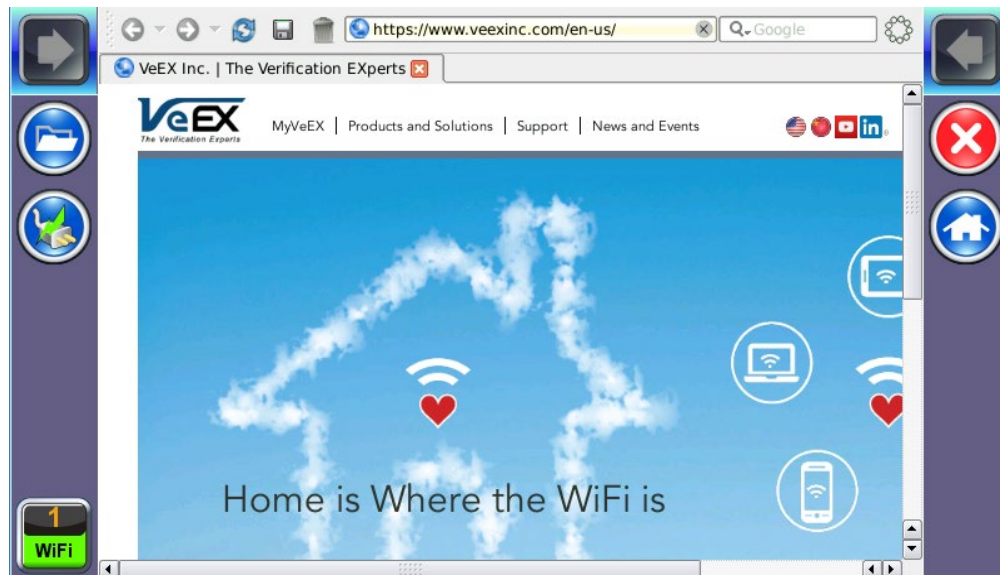 https://www.veexinc.com/en-us/
Google
VeEX Inc. | The Verification EXperts
VeEX
The Verification Experts
MyVeEX | Products and Solutions | Support | News and Events
in
Home is Where the WiFi is
1
WiFi